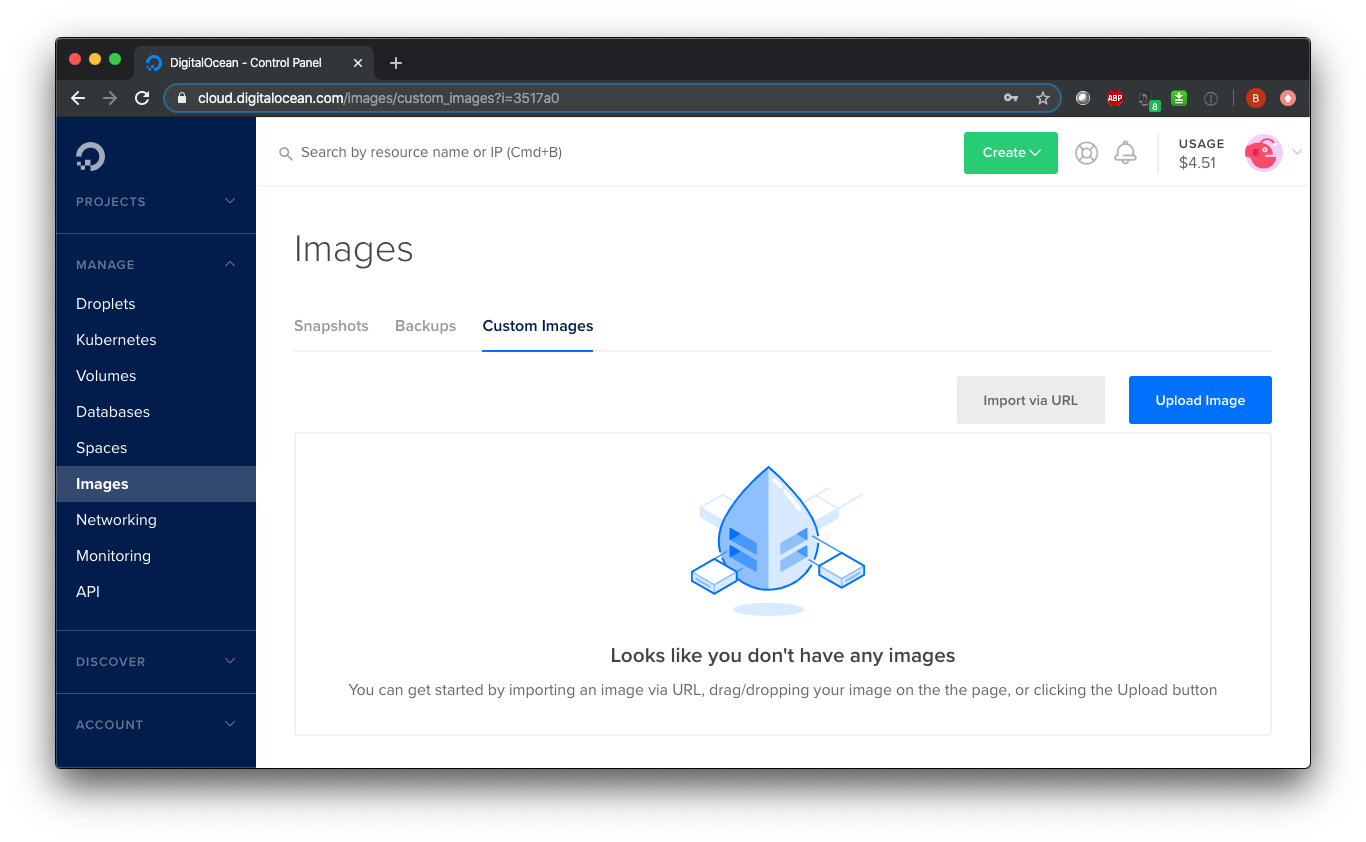 DigitalOcean - Control Panel
cloud.digitalocean.com/images/custom_images?i=3517a0
ABP
8
B
Search by resource name or IP (Cmd+B)
Create
USAGE
$4.51
PROJECTS
MANAGE
Droplets
Kubernetes
Volumes
Databases
Spaces
Images
Networking
Monitoring
API
DISCOVER
ACCOUNT
Images
Snapshots Backups Custom Images
Import via URL Upload Image
Looks like you don't have any images
You can get started by importing an image via URL, drag/dropping your image on the the page, or clicking the Upload button